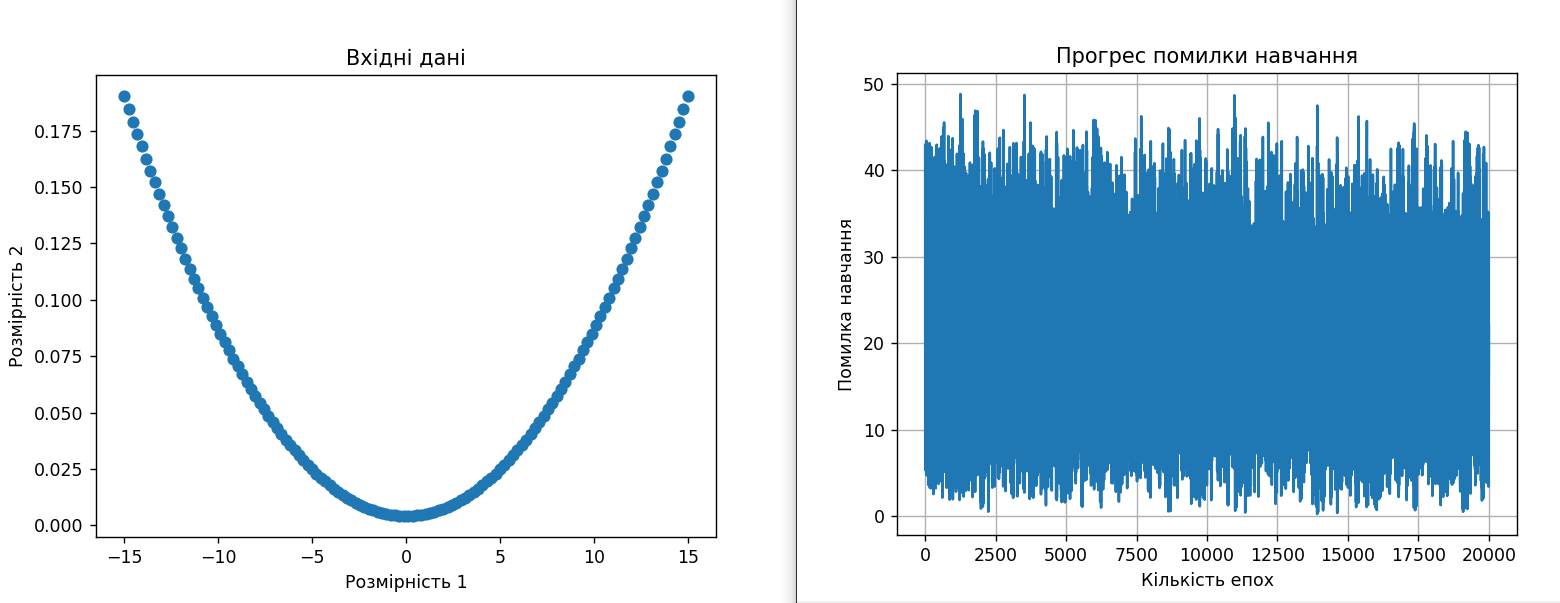 Вхідні дані
0.175
0.150
0.125
0.100
0.075
0.050
0.025
0.000
Розмірність 2
−15 −10 −5 0 5 10 15
Розмірність 1
Прогрес помилки навчання
50
40
30
20
10
0
Помилка навчання
0 2500 5000 7500 10000 12500 15000 17500 20000
Кількість епох